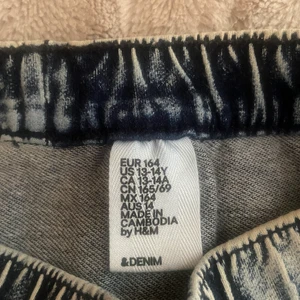 EUR 164
US 13-14Y
CA 13-14A
CN 165/69
MX 164
AUS 14
MADE IN
CAMBODIA
by H&M
&DENIM